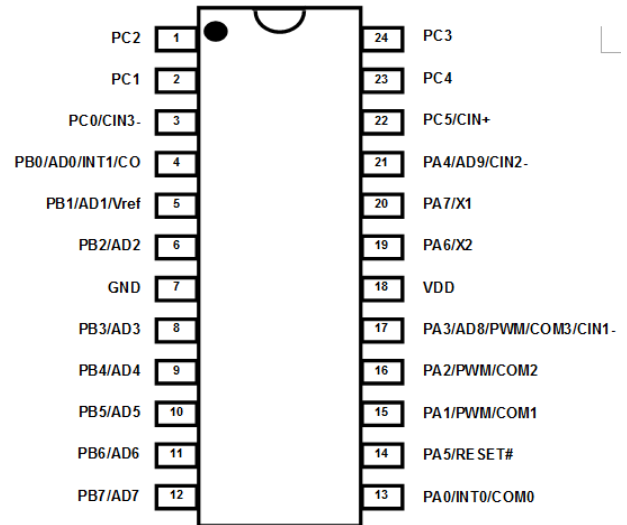 PC2 1 24 PC3
PC1 2 23 PC4
PC0/CIN3- 3 22 PC5/CIN+
PB0/AD0/INT1/CO 4 21 PA4/AD9/CIN2-
PB1/AD1/Vref 5 20 PA7/X1
PB2/AD2 6 19 PA6/X2
GND 7 18 VDD
PB3/AD3 8 17 PA3/AD8/PWM/COM3/CIN1-
PB4/AD4 9 16 PA2/PWM/COM2
PB5/AD5 10 15 PA1/PWM/COM1
PB6/AD6 11 14 PA5/RESET#
PB7/AD7 12 13 PA0/INT0/COM0